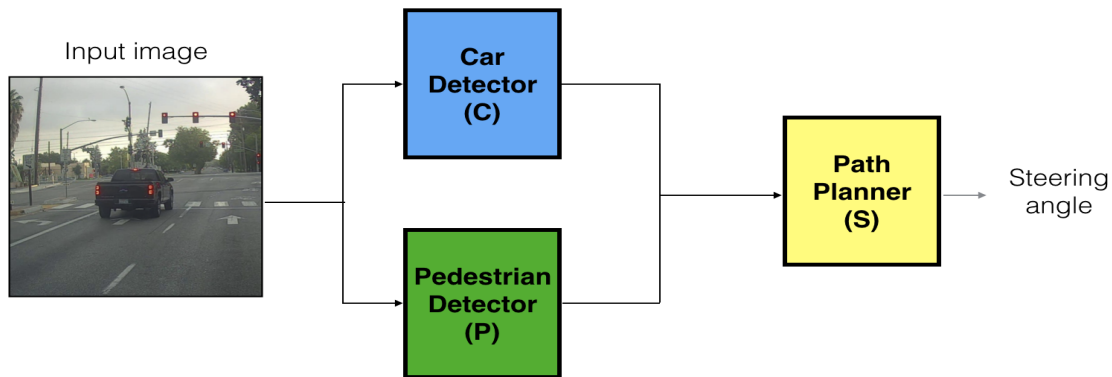 Input image
Car
Detector
(C)
Pedestrian
Detector
(P)
Path
Planner
(S)
Steering
angle